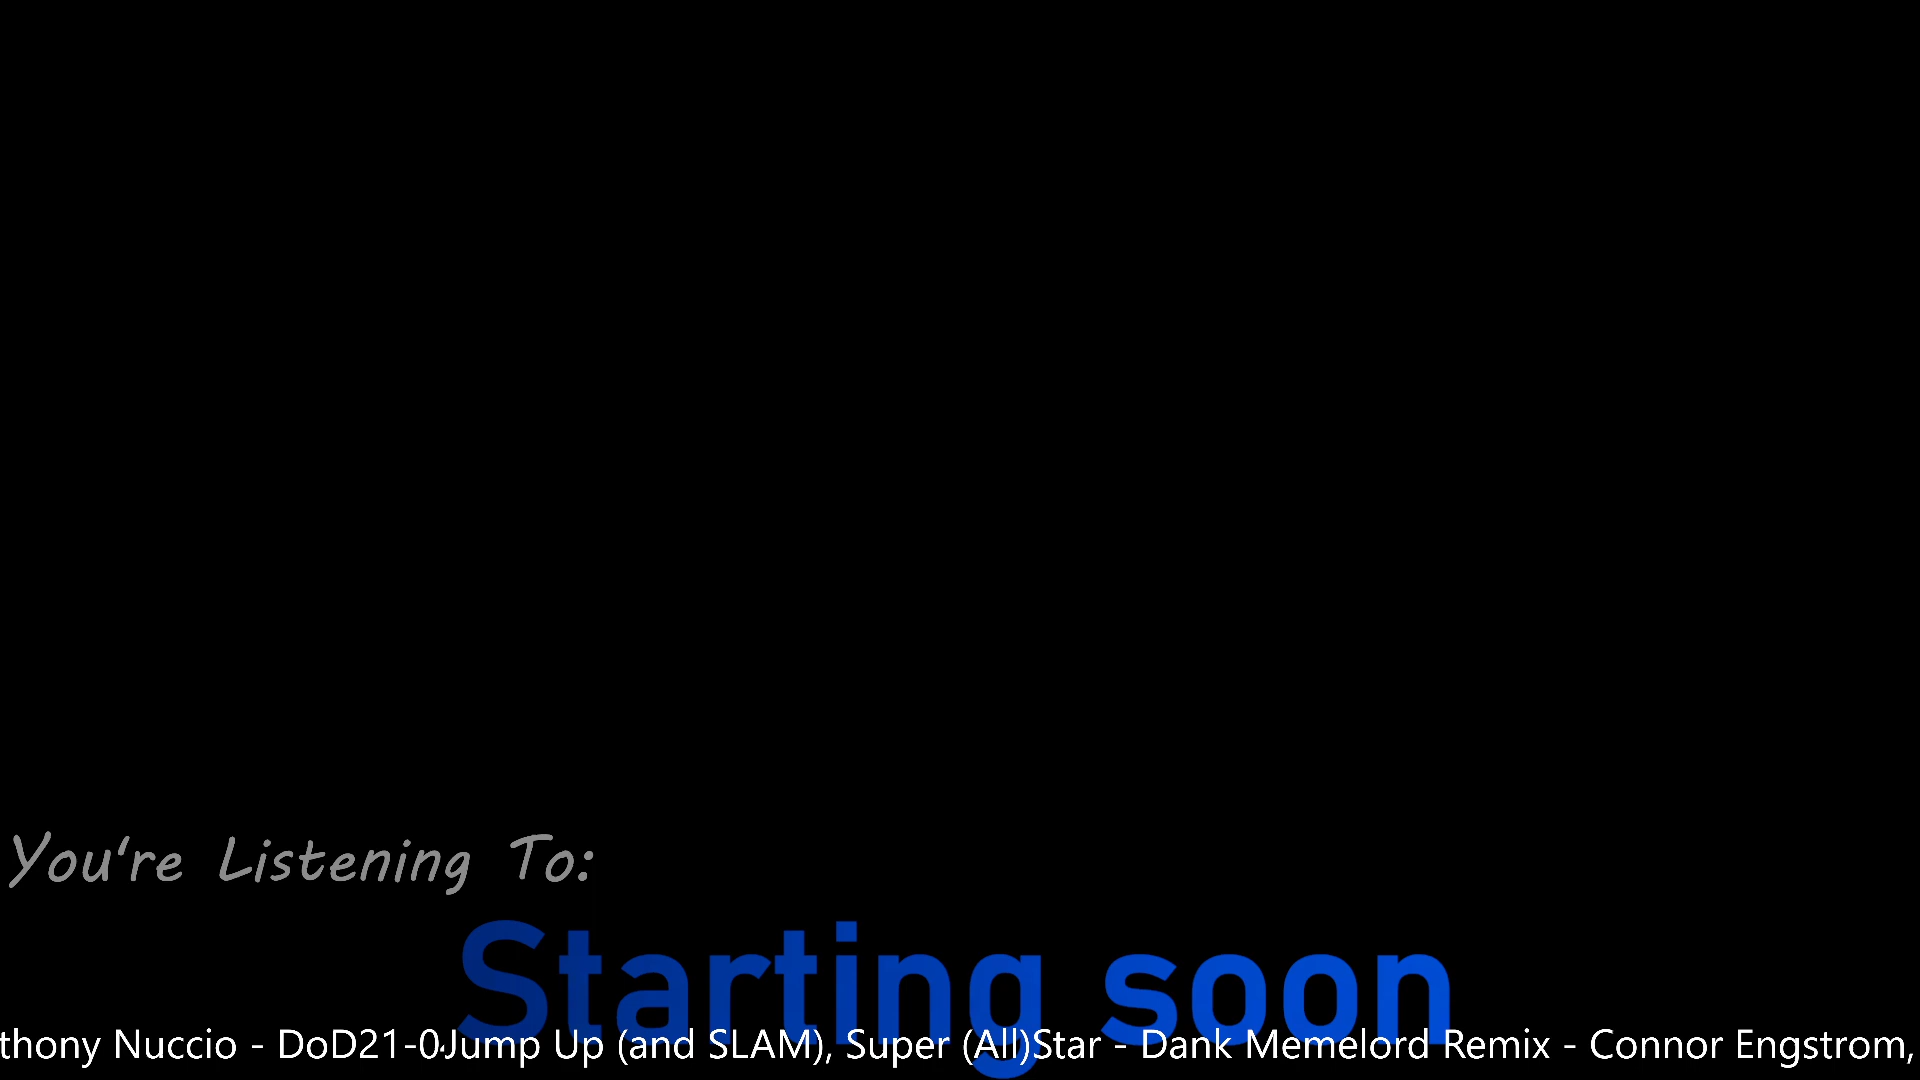 You're Listening To:
Starting soon
thony Nuccio - DoD21-0Jump Up (and SLAM), Super (All)Star - Dank Memelord Remix - Connor Engstrom,